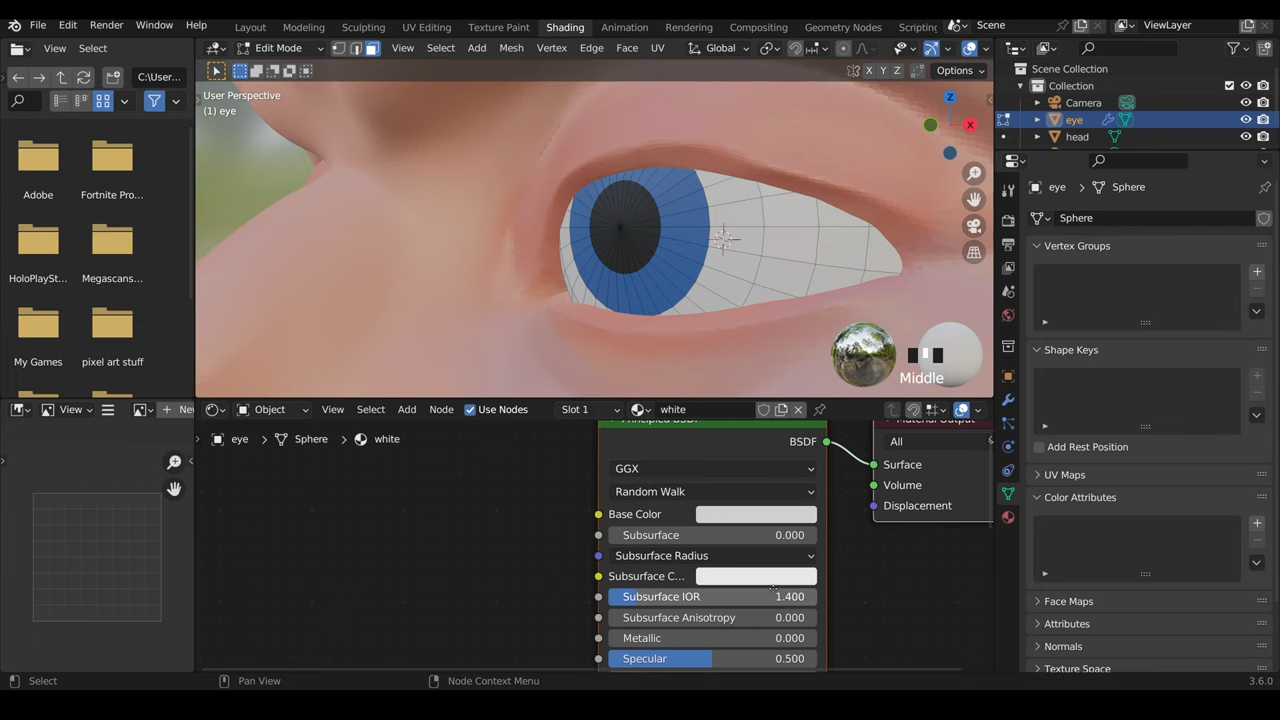 File Edit Render Window Help Layout Modeling Sculpting UV Editing Texture Paint Shading Animation Rendering Compositing Geometry Nodes Scripting Scene ViewLayer
View Select Edit Mode View Select Add Mesh Vertex Edge Face UV Global
C:\User... X Y Z Options
User Perspective
(1) eye
Z
X
Adobe Fortnite Pro...
HoloPlaySt... Megascans...
My Games pixel art stuff
Middle
Scene Collection
Collection
Camera
eye
head
eye Sphere
Sphere
Vertex Groups
Shape Keys
Add Rest Position
UV Maps
Color Attributes
Face Maps
Attributes
Normals
Texture Space
View Object View Select Add Node Use Nodes Slot 1 white
eye Sphere white
Principled BSDF
BSDF
GGX
Random Walk
Base Color
Subsurface 0.000
Subsurface Radius
Subsurface C...
Subsurface IOR 1.400
Subsurface Anisotropy 0.000
Metallic 0.000
Specular 0.500
Material Output
All
Surface
Volume
Displacement
Select Pan View Node Context Menu 3.6.0